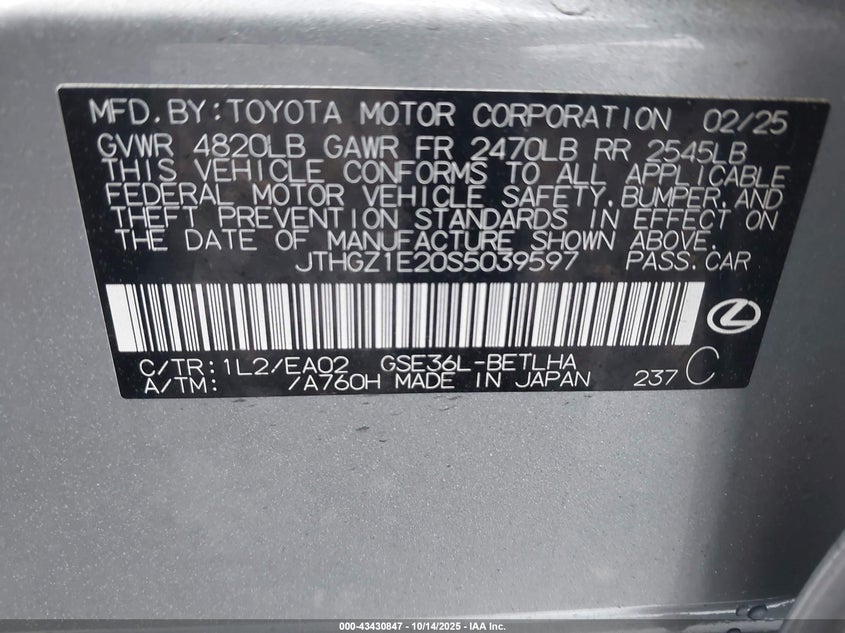 MFD.BY:TOYOTA MOTOR CORPORATION 02/25
GVWR 4820LB GAWR FR 2470LB RR 2545LB
THIS VEHICLE CONFORMS TO ALL APPLICABLE
FEDERAL MOTOR VEHICLE SAFETY,BUMPER,AND
THEFT PREVENTION STANDARDS IN EFFECT ON
THE DATE OF MANUFACTURE SHOWN ABOVE.
JTHGZ1E20S5039597 PASS.CAR
C/TR:1L2/EA02 GSE36L-BETLHA
A/TM: /A760H MADE IN JAPAN 237 C
000-43430847 | 10/14/2025 | IAA Inc.